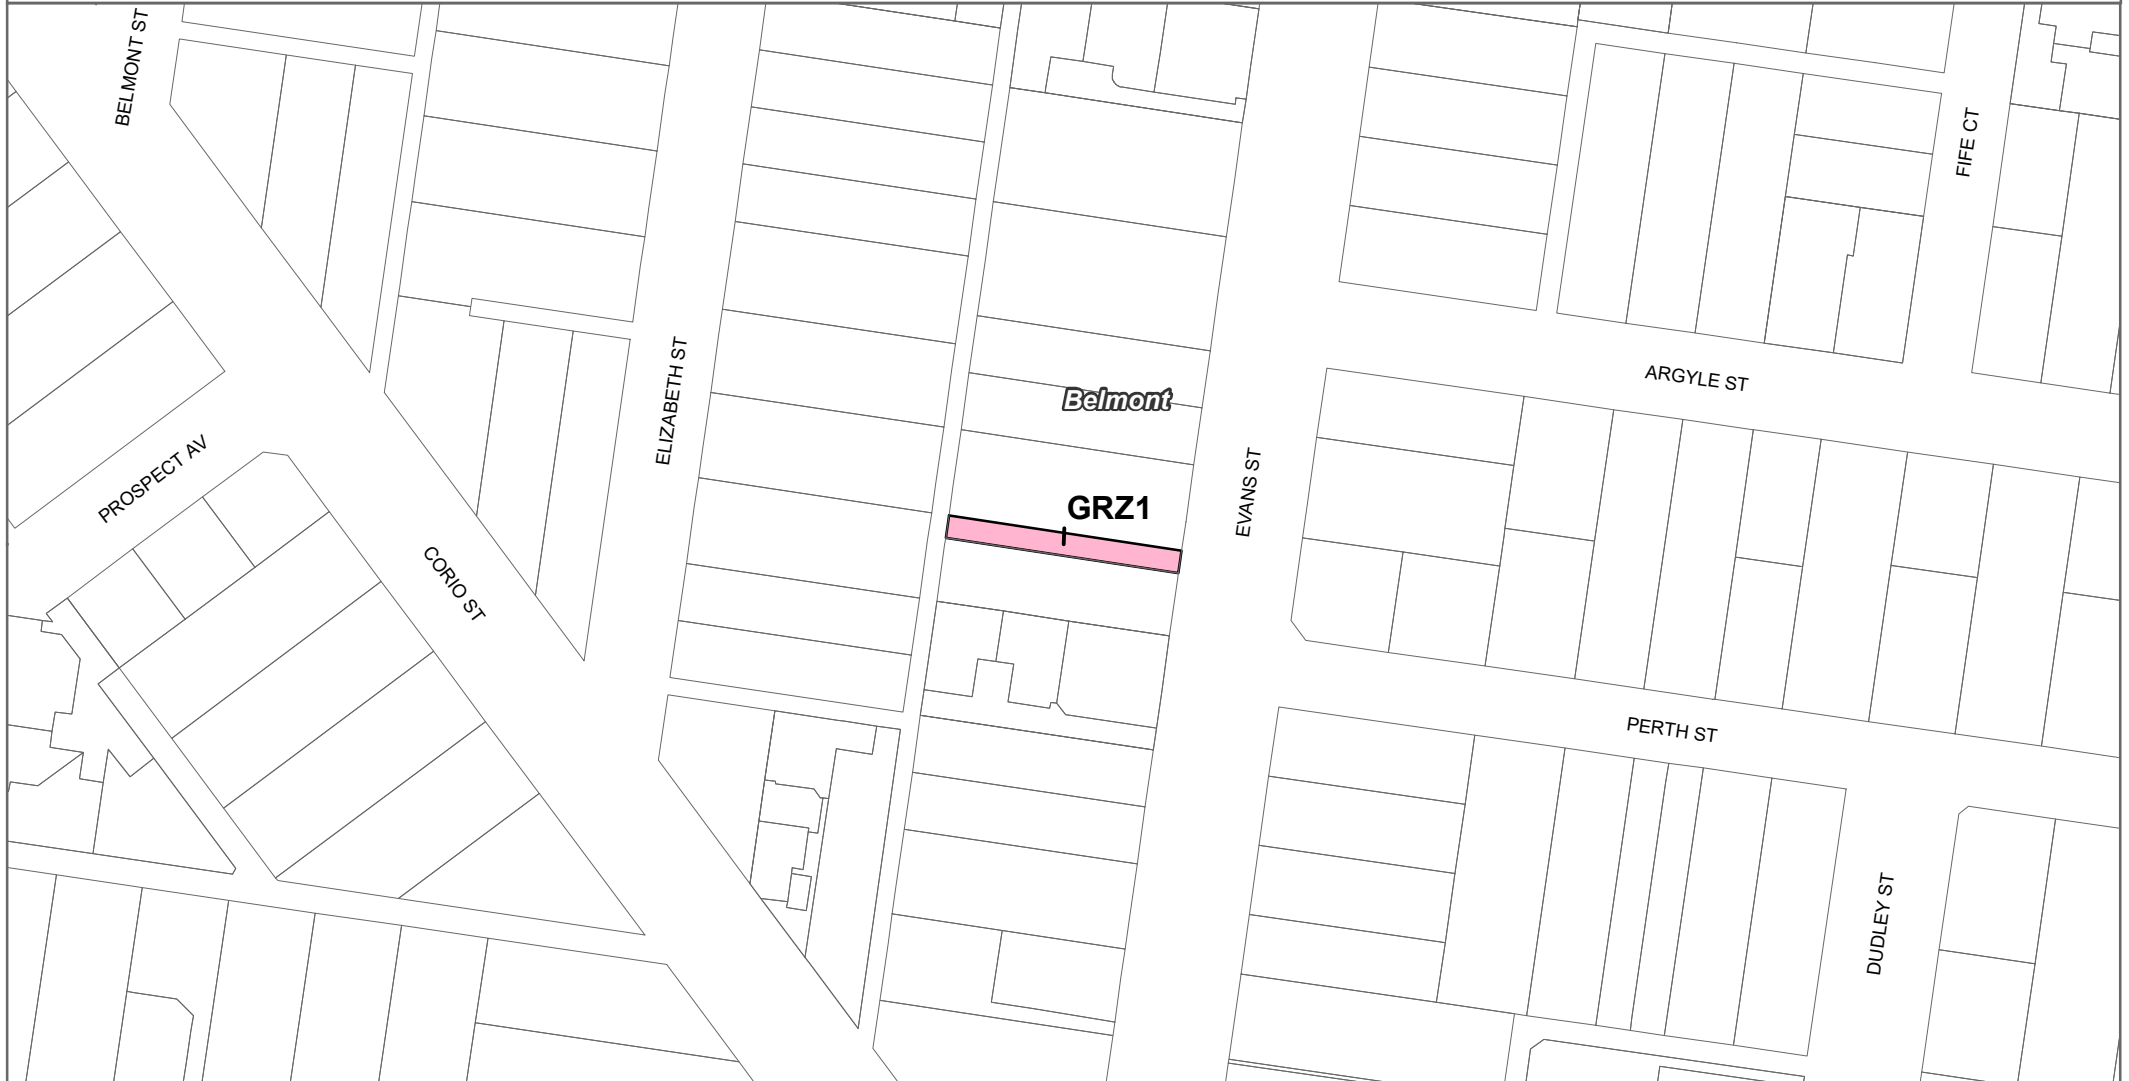 BELMONT ST
FIFE CT
ELIZABETH ST
ARGYLE ST
Belmont
PROSPECT AV
EVANS ST
GRZ1
CORIO ST
PERTH ST
DUDLEY ST